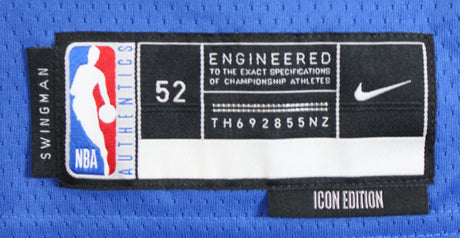 SWINGMAN
NBA
AUTHENTICS
52
ENGINEERED
TO THE EXACT SPECIFICATIONS
OF CHAMPIONSHIP ATHLETES
TH692855NZ
ICON EDITION